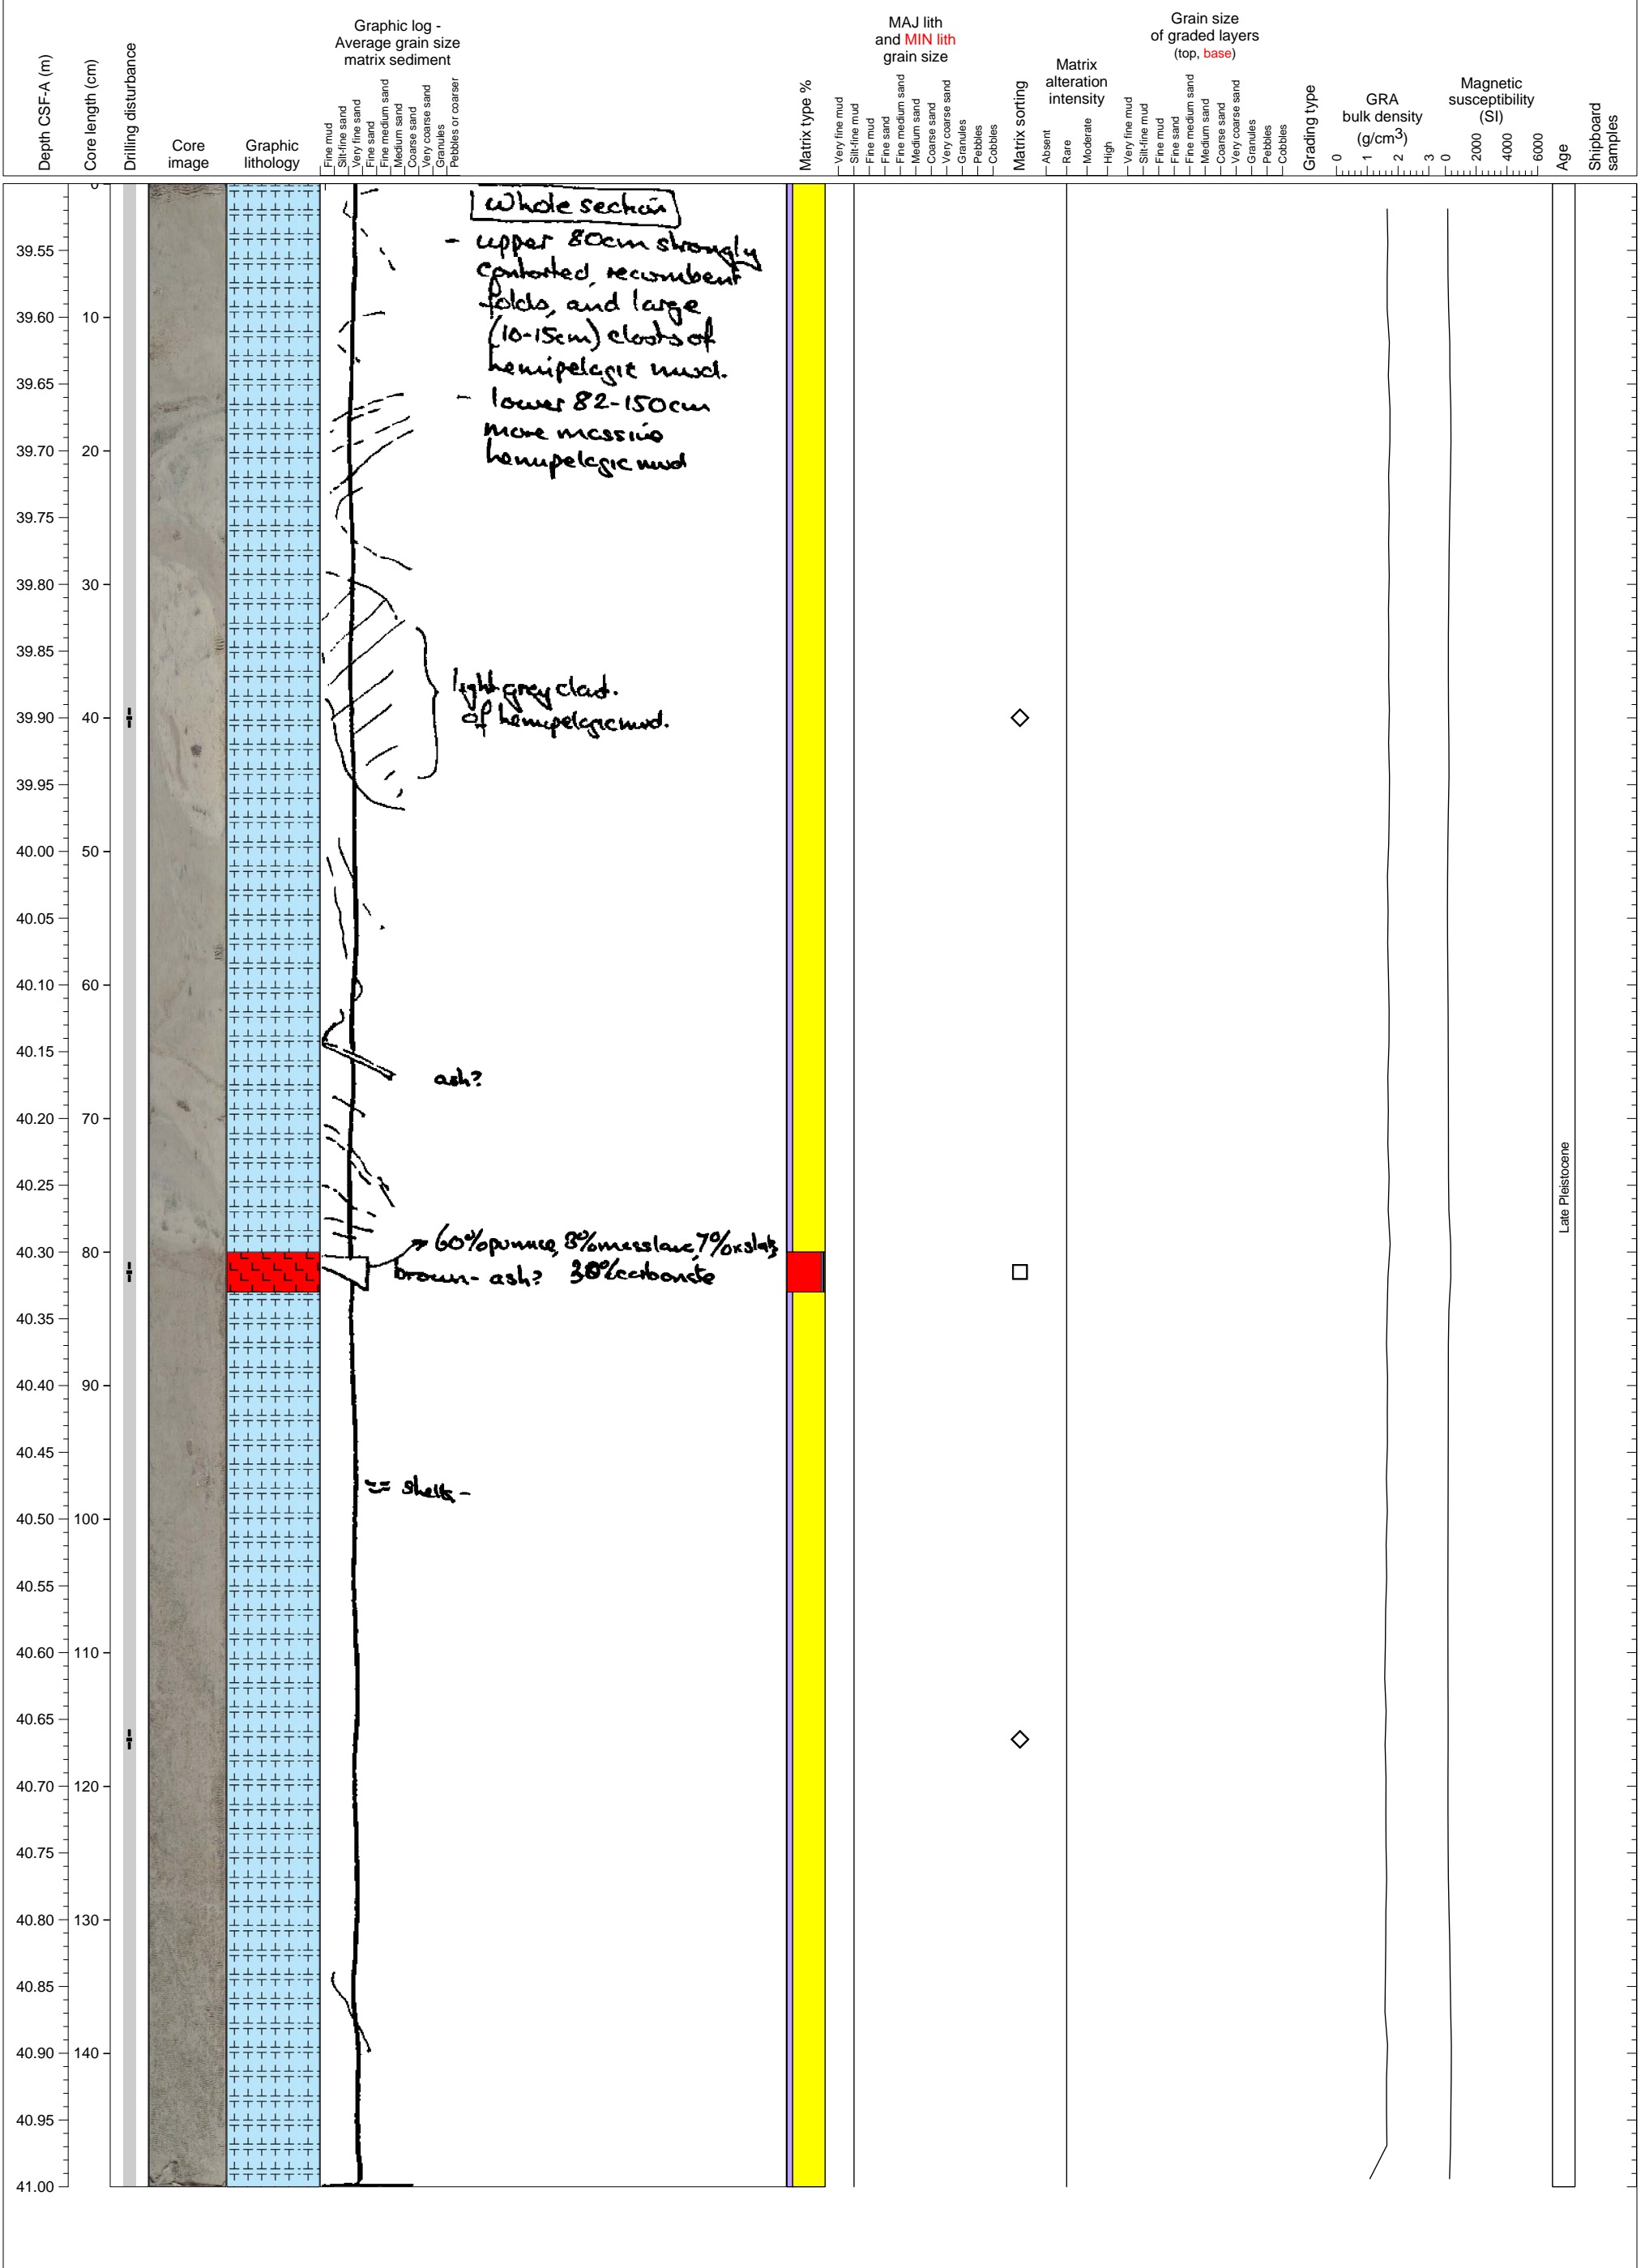 Depth CSF-A (m)
Core length (cm)
Drilling disturbance
Core
image
Graphic
lithology
Graphic log -
Average grain size
matrix sediment
Fine mud
Silt-fine sand
Very fine sand
Fine sand
Fine medium sand
Medium sand
Coarse sand
Very coarse sand
Granules
Pebbles or coarser
Matrix type %
MAJ lith
and MIN lith
grain size
Very fine mud
Silt-fine mud
Fine mud
Fine sand
Fine medium sand
Medium sand
Coarse sand
Very coarse sand
Granules
Pebbles
Cobbles
Matrix sorting
Matrix
alteration
intensity
Absent
Rare
Moderate
High
Grain size
of graded layers
(top, base)
Very fine mud
Silt-fine mud
Fine mud
Fine sand
Fine medium sand
Medium sand
Coarse sand
Very coarse sand
Granules
Pebbles
Cobbles
Grading type
GRA
bulk density
(g/cm3)
0 1 2 3
Magnetic
susceptibility
(SI)
0 2000 4000 6000
Age
Shipboard
samples
0
39.55
39.60 10
39.65
39.70 20
39.75
39.80 30
39.85
39.90 40
39.95
40.00 50
40.05
40.10 60
40.15
40.20 70
40.25
40.30 80
40.35
40.40 90
40.45
40.50 100
40.55
40.60 110
40.65
40.70 120
40.75
40.80 130
40.85
40.90 140
40.95
41.00
Whole section
- upper 80cm strongly
contorted, recumbent
folds, and large
(10-15cm) clasts of
hemipelagic mud.
- lower 82-150cm
more massive
hemipelagic mud
light grey clast.
of hemipelagic mud.
ash?
60% pumice, 3%
brown - ash? 30% carbonate
== shells -
Late Pleistocene